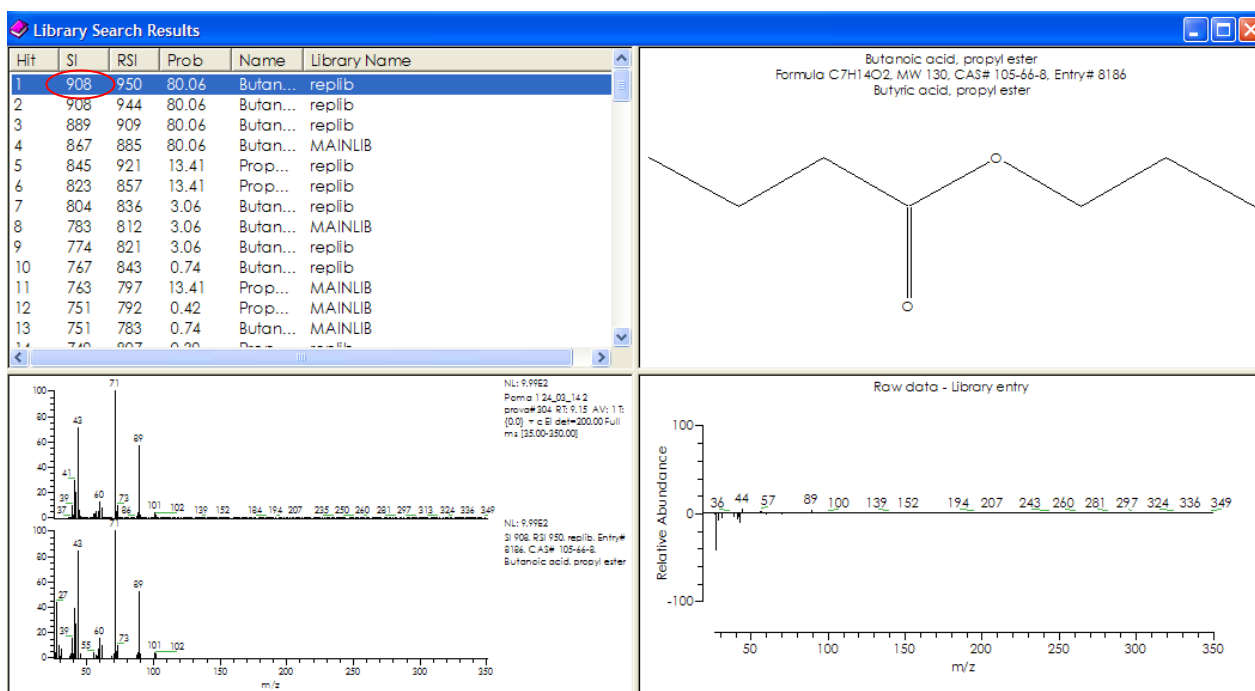 Library Search Results
Hit SI RSI Prob Name Library Name
1 908 950 80.06 Butan... replib
2 908 944 80.06 Butan... replib
3 889 909 80.06 Butan... replib
4 867 885 80.06 Butan... MAINLIB
5 845 921 13.41 Prop... replib
6 823 857 13.41 Prop... replib
7 804 836 3.06 Butan... replib
8 783 812 3.06 Butan... MAINLIB
9 774 821 3.06 Butan... replib
10 767 843 0.74 Butan... replib
11 763 797 13.41 Prop... MAINLIB
12 751 792 0.42 Prop... MAINLIB
13 751 783 0.74 Butan... MAINLIB
Butanoic acid, propyl ester
Formula C7H14O2, MW 130, CAS# 105-66-8, Entry# 8186
Butyric acid, propyl ester
O
O
71
100
80
60
40
20
0
43
89
41
39
37
60
73
86
101
102
139 152 184 194 207 235 250 260 281 297 313 324 336 349
NL: 9.99E2
Poma 1 24_03_14 2
prova#304 RT: 9.15 AV: 1 T:
{0.0} + c EI det=200.00 Full
ms [35.00-350.00]
71
100
80
60
40
20
0
43
89
27
39
55
60
73
101
102
NL: 9.99E2
SI 908, RSI 950, replib, Entry#
8186, CAS# 105-66-8,
Butanoic acid, propyl ester
50 100 150 200 250 300 350
m/z
Raw data - Library entry
100
0
-100
Relative Abundance
36 44 57 89 100 139 152 194 207 243 260 281 297 324 336 349
50 100 150 200 250 300 350
m/z